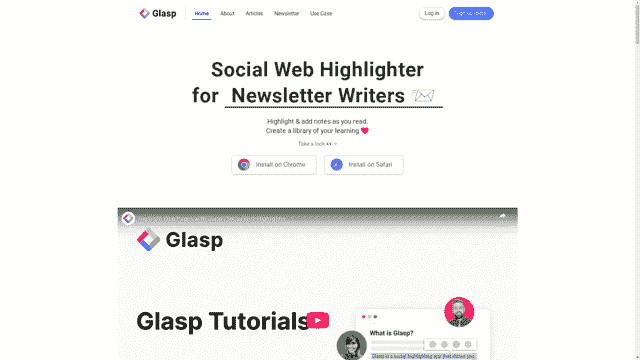 Glasp
Home
About
Articles
Newsletter
Use Case
Log in
Social Web Highlighter
for Newsletter Writers
Highlight & add notes as you read.
Create a library of your learning
Take a look
Install on Chrome
Install on Safari
Glasp
Glasp Tutorials
What is Glasp?